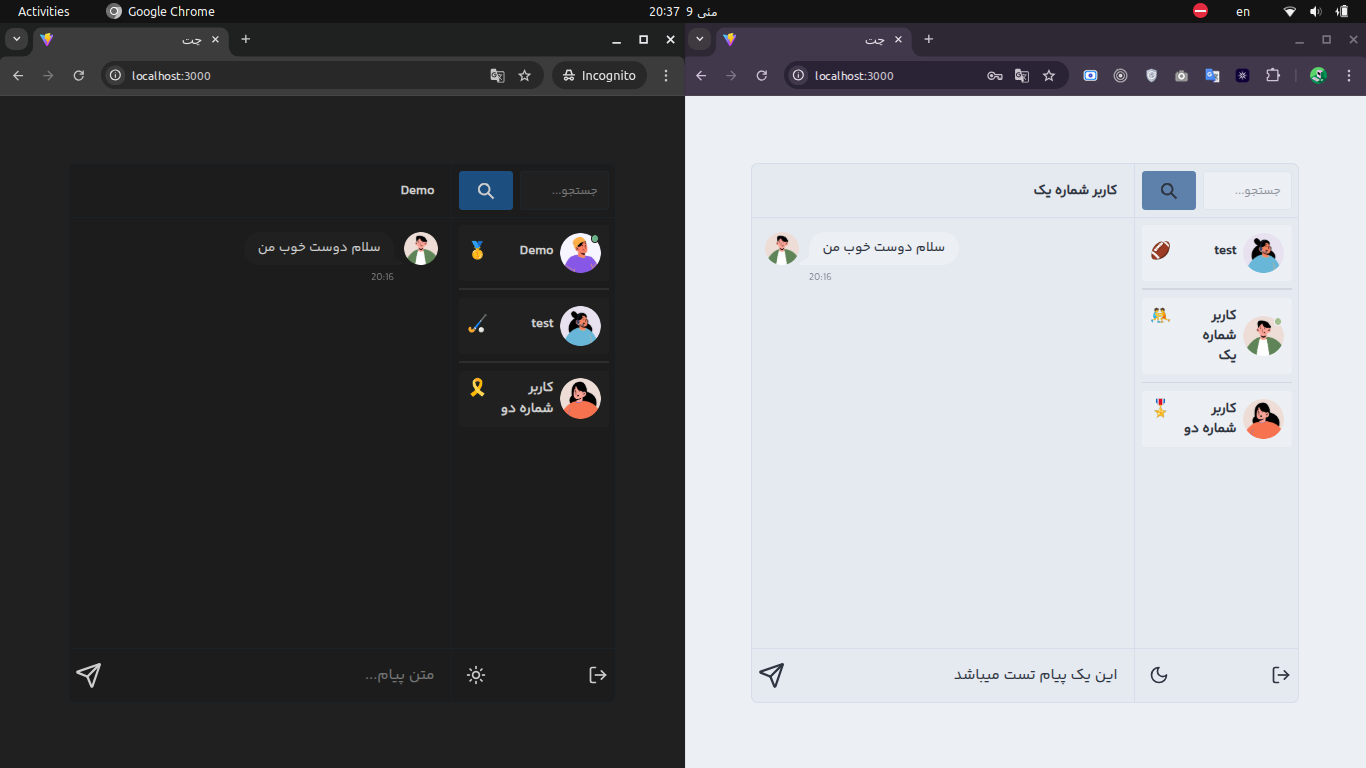 Activities
Google Chrome
20:37 9 مئی
en
چت
localhost:3000
Incognito
Demo
جستجو...
سلام دوست خوب من
20:16
Demo
test
کاربر
شماره دو
متن پیام...
چت
localhost:3000
کاربر شماره یک
جستجو...
سلام دوست خوب من
20:16
test
کاربر
شماره
یک
کاربر
شماره دو
این یک پیام تست میباشد